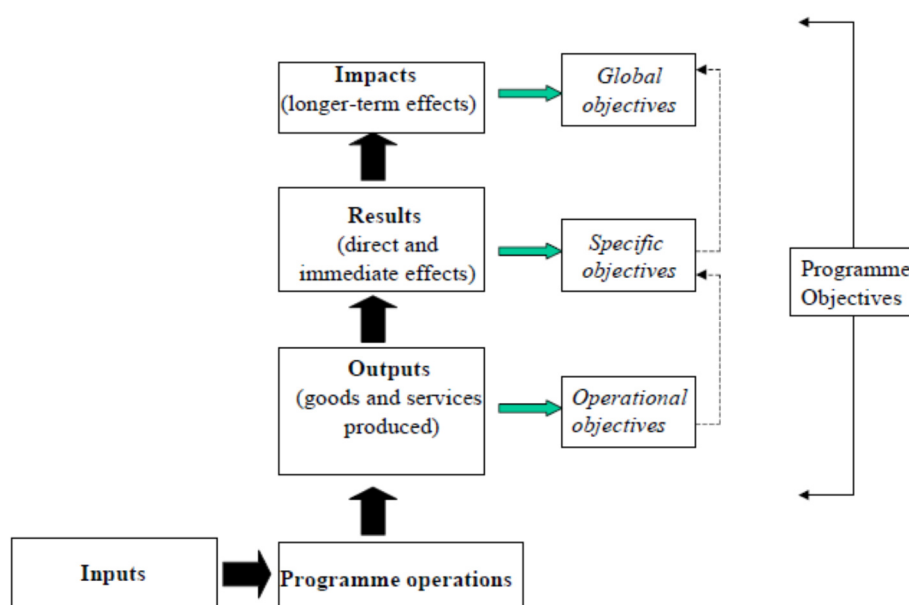 Impacts
(longer-term effects)
Global
objectives
Results
(direct and
immediate effects)
Specific
objectives
Programme
Objectives
Outputs
(goods and services
produced)
Operational
objectives
Inputs
Programme operations